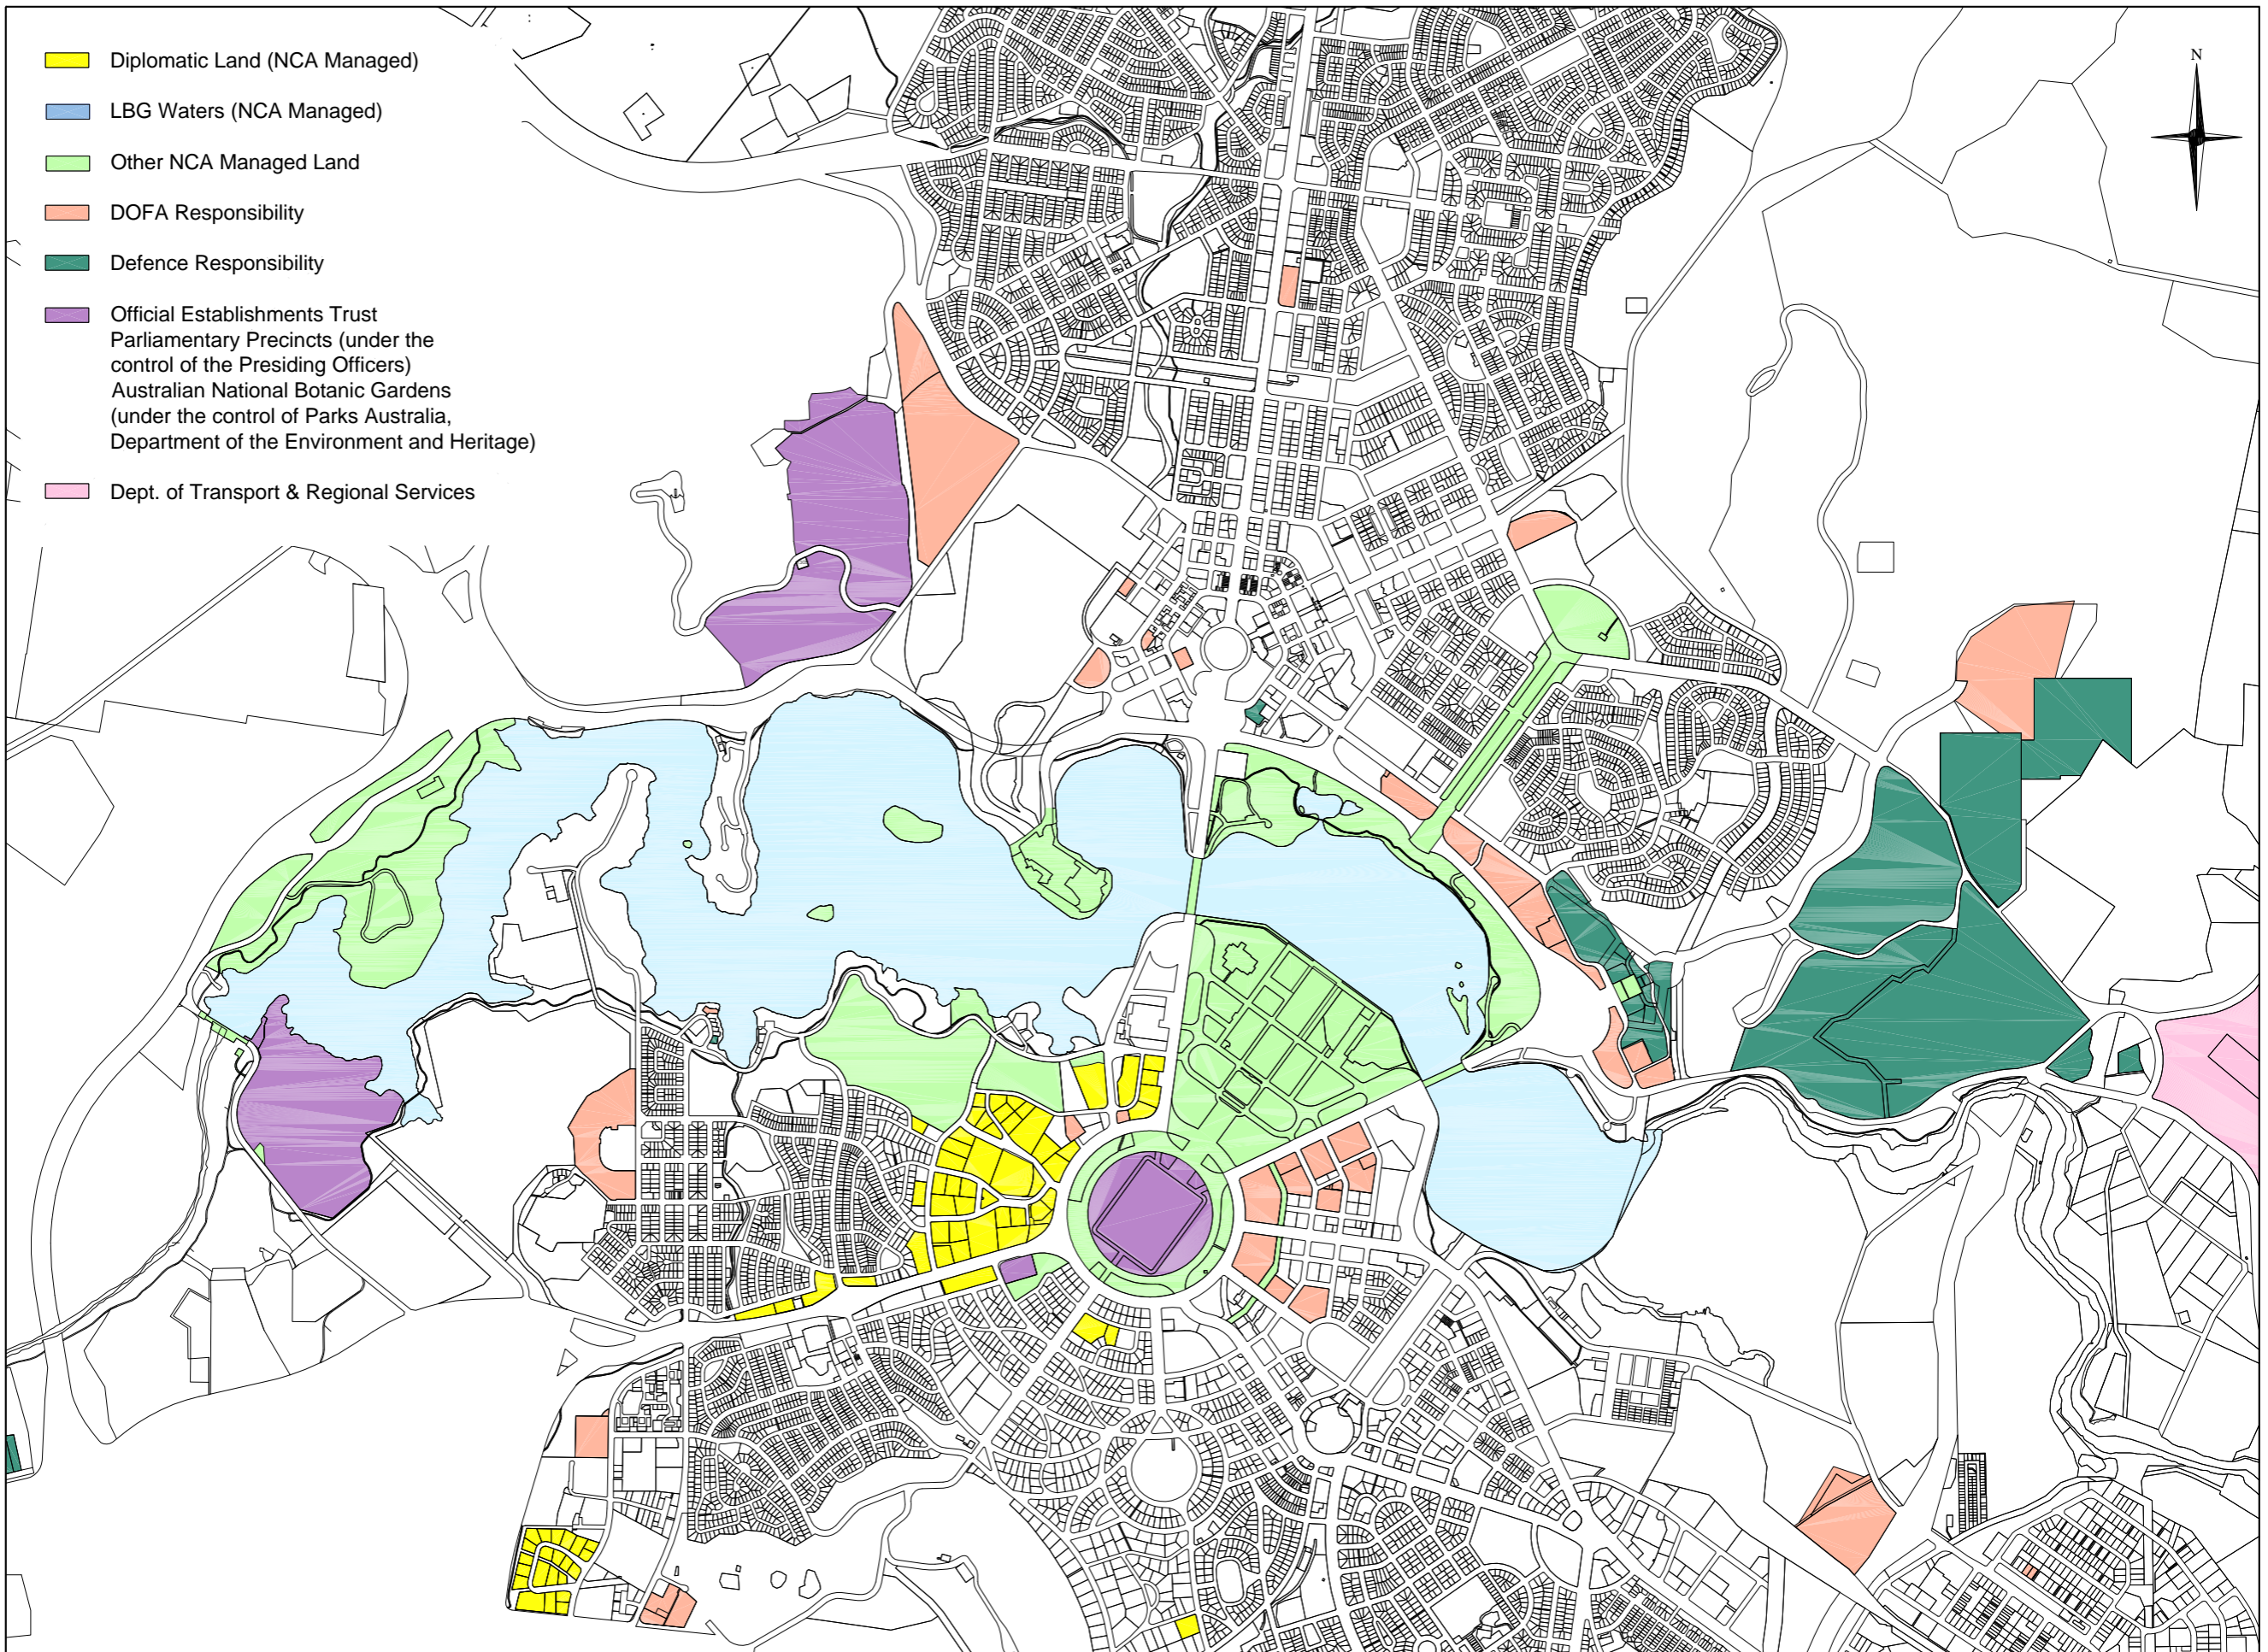 Diplomatic Land (NCA Managed)
LBG Waters (NCA Managed)
Other NCA Managed Land
DOFA Responsibility
Defence Responsibility
Official Establishments Trust
Parliamentary Precincts (under the
control of the Presiding Officers)
Australian National Botanic Gardens
(under the control of Parks Australia,
Department of the Environment and Heritage)
Dept. of Transport & Regional Services
N